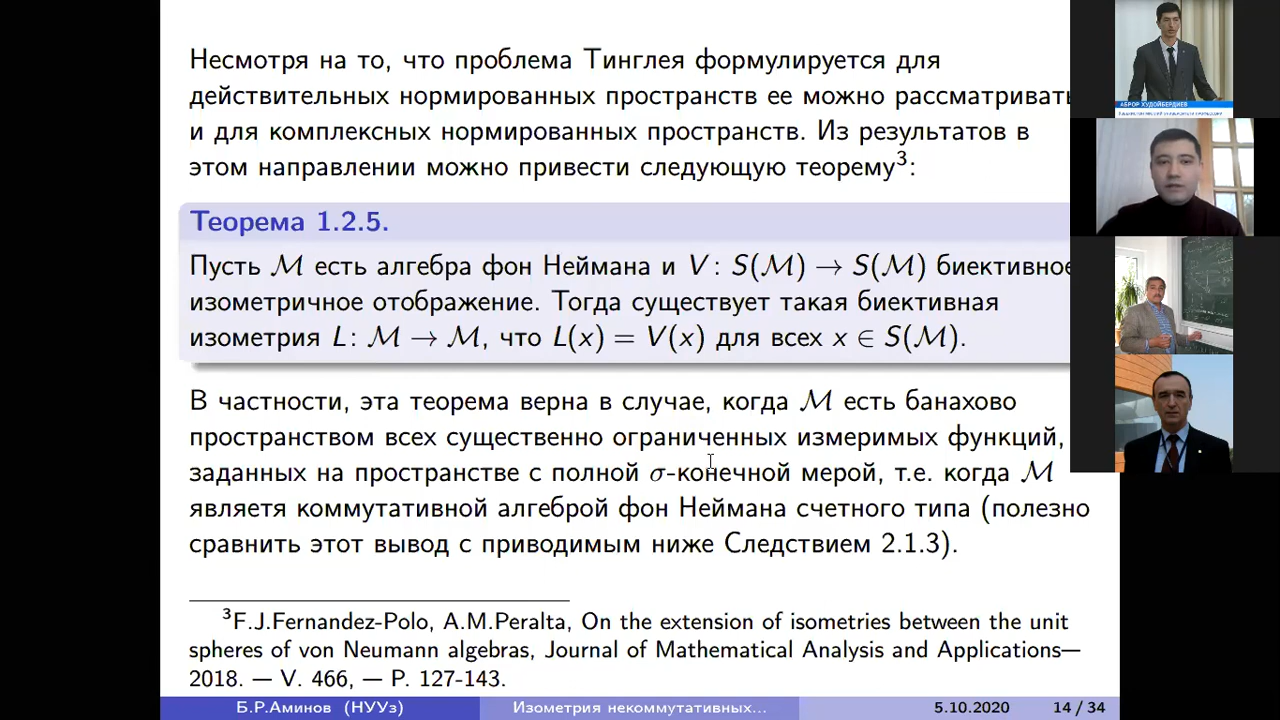 Несмотря на то, что проблема Тинглея формулируется для
действительных нормированных пространств ее можно рассматривать
и для комплексных нормированных пространств. Из результатов в
этом направлении можно привести следующую теорему³:
Теорема 1.2.5.
Пусть ℳ есть алгебра фон Неймана и V : S(ℳ) → S(ℳ) биективное
изометричное отображение. Тогда существует такая биективная
изометрия L : ℳ → ℳ, что L(x) = V(x) для всех x ∈ S(ℳ).
В частности, эта теорема верна в случае, когда ℳ есть банахово
пространством всех существенно ограниченных измеримых функций,
заданных на пространстве с полной σ-конечной мерой, т.е. когда ℳ
являетя коммутативной алгеброй фон Неймана счетного типа (полезно
сравнить этот вывод с приводимым ниже Следствием 2.1.3).
³F.J.Fernandez-Polo, A.M.Peralta, On the extension of isometries between the unit
spheres of von Neumann algebras, Journal of Mathematical Analysis and Applications—
2018. — V. 466, — P. 127-143.
Б.Р.Аминов (НУУз) Изометрия некоммутативных... 5.10.2020 14 / 34
АБРОР ХУДОЙБЕРДИЕВ